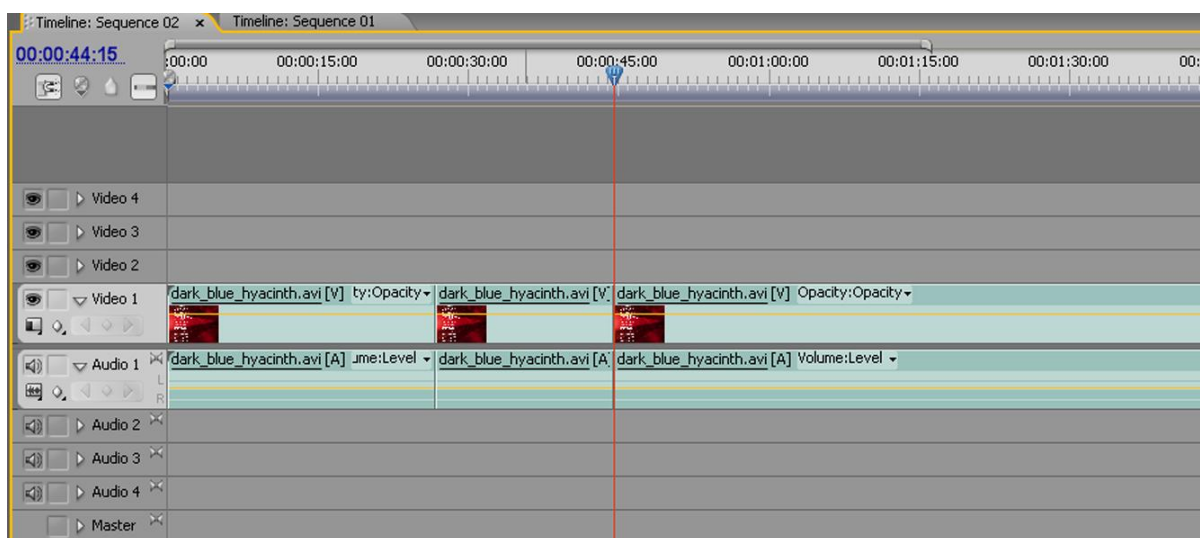 Timeline: Sequence 02 x Timeline: Sequence 01
00:00:44:15
:00:00 00:00:15:00 00:00:30:00 00:00:45:00 00:01:00:00 00:01:15:00 00:01:30:00 00:
Video 4
Video 3
Video 2
Video 1
dark_blue_hyacinth.avi [V] ty:Opacity dark_blue_hyacinth.avi [V] dark_blue_hyacinth.avi [V] Opacity:Opacity
Audio 1
dark_blue_hyacinth.avi [A] ume:Level dark_blue_hyacinth.avi [A] dark_blue_hyacinth.avi [A] Volume:Level
L
R
Audio 2
Audio 3
Audio 4
Master